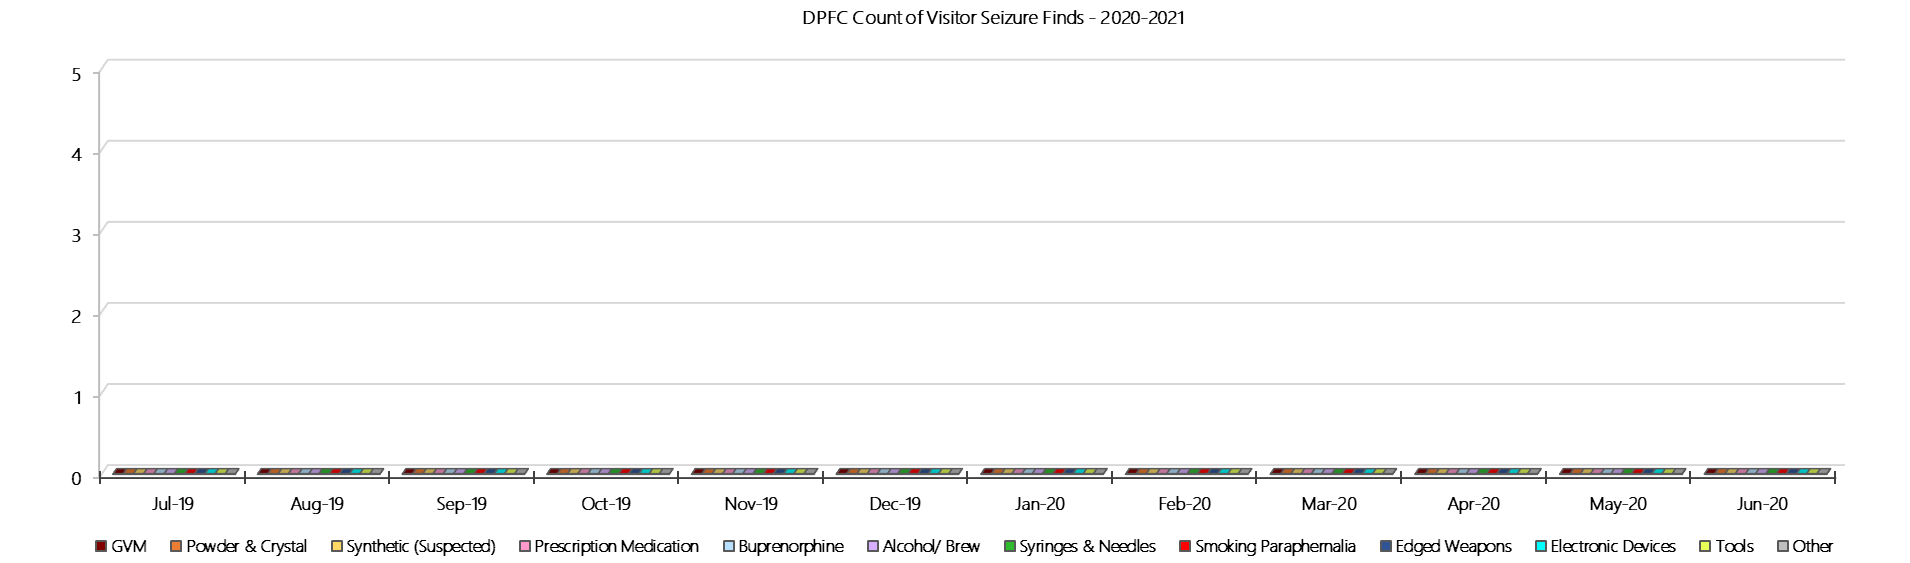 DPFC Count of Visitor Seizure Finds - 2020-2021
5
4
3
2
1
0
Jul-19 Aug-19 Sep-19 Oct-19 Nov-19 Dec-19 Jan-20 Feb-20 Mar-20 Apr-20 May-20 Jun-20
GVM Powder & Crystal Synthetic (Suspected) Prescription Medication Buprenorphine Alcohol/ Brew Syringes & Needles Smoking Paraphernalia Edged Weapons Electronic Devices Tools Other